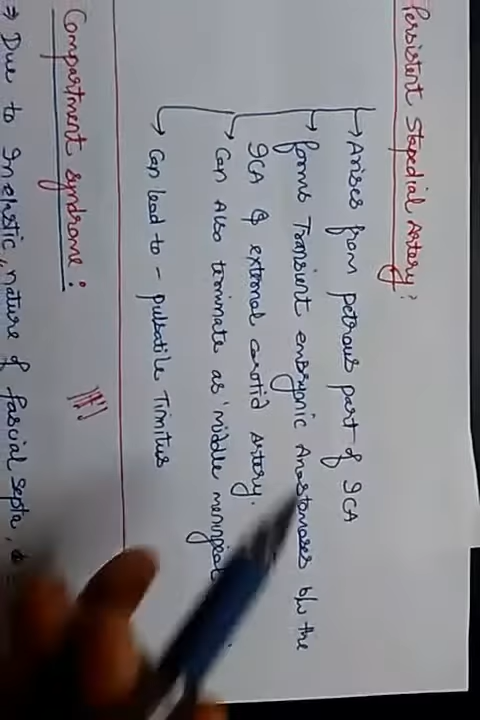 Persistent Stapedial Artery:
→ Arises from petrous part of ICA
→ forms Transient embryonic Anastomoses b/w the
ICA & external carotid Artery.
→ Can Also terminate as 'middle meningeal
→ Can lead to - pulsatile Tinnitus
Compartment syndrome:
⇒ Due to Inelastic nature of fascial septa,